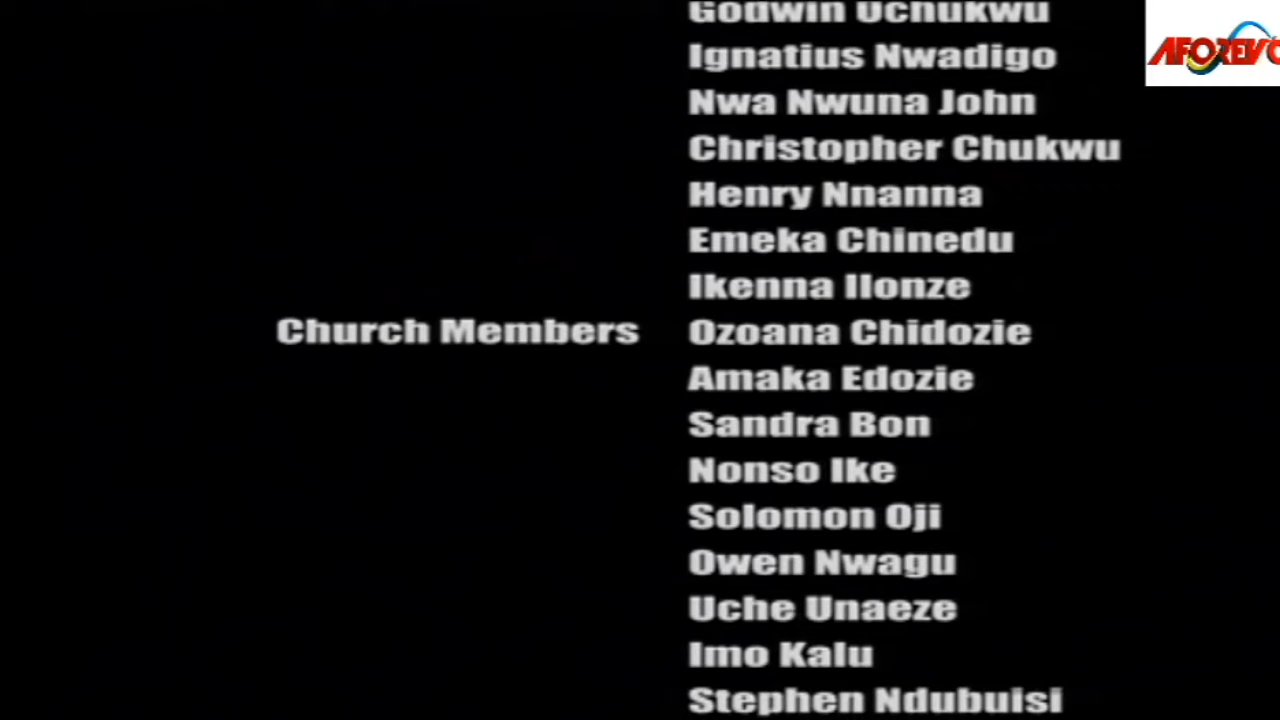 Godwin Uchukwu
Ignatius Nwadigo
Nwa Nwuna John
Christopher Chukwu
Henry Nnanna
Emeka Chinedu
Ikenna Ilonze
Church Members Ozoana Chidozie
Amaka Edozie
Sandra Bon
Nonso Ike
Solomon Oji
Owen Nwagu
Uche Unaeze
Imo Kalu
Stephen Ndubuisi
AFOREVO